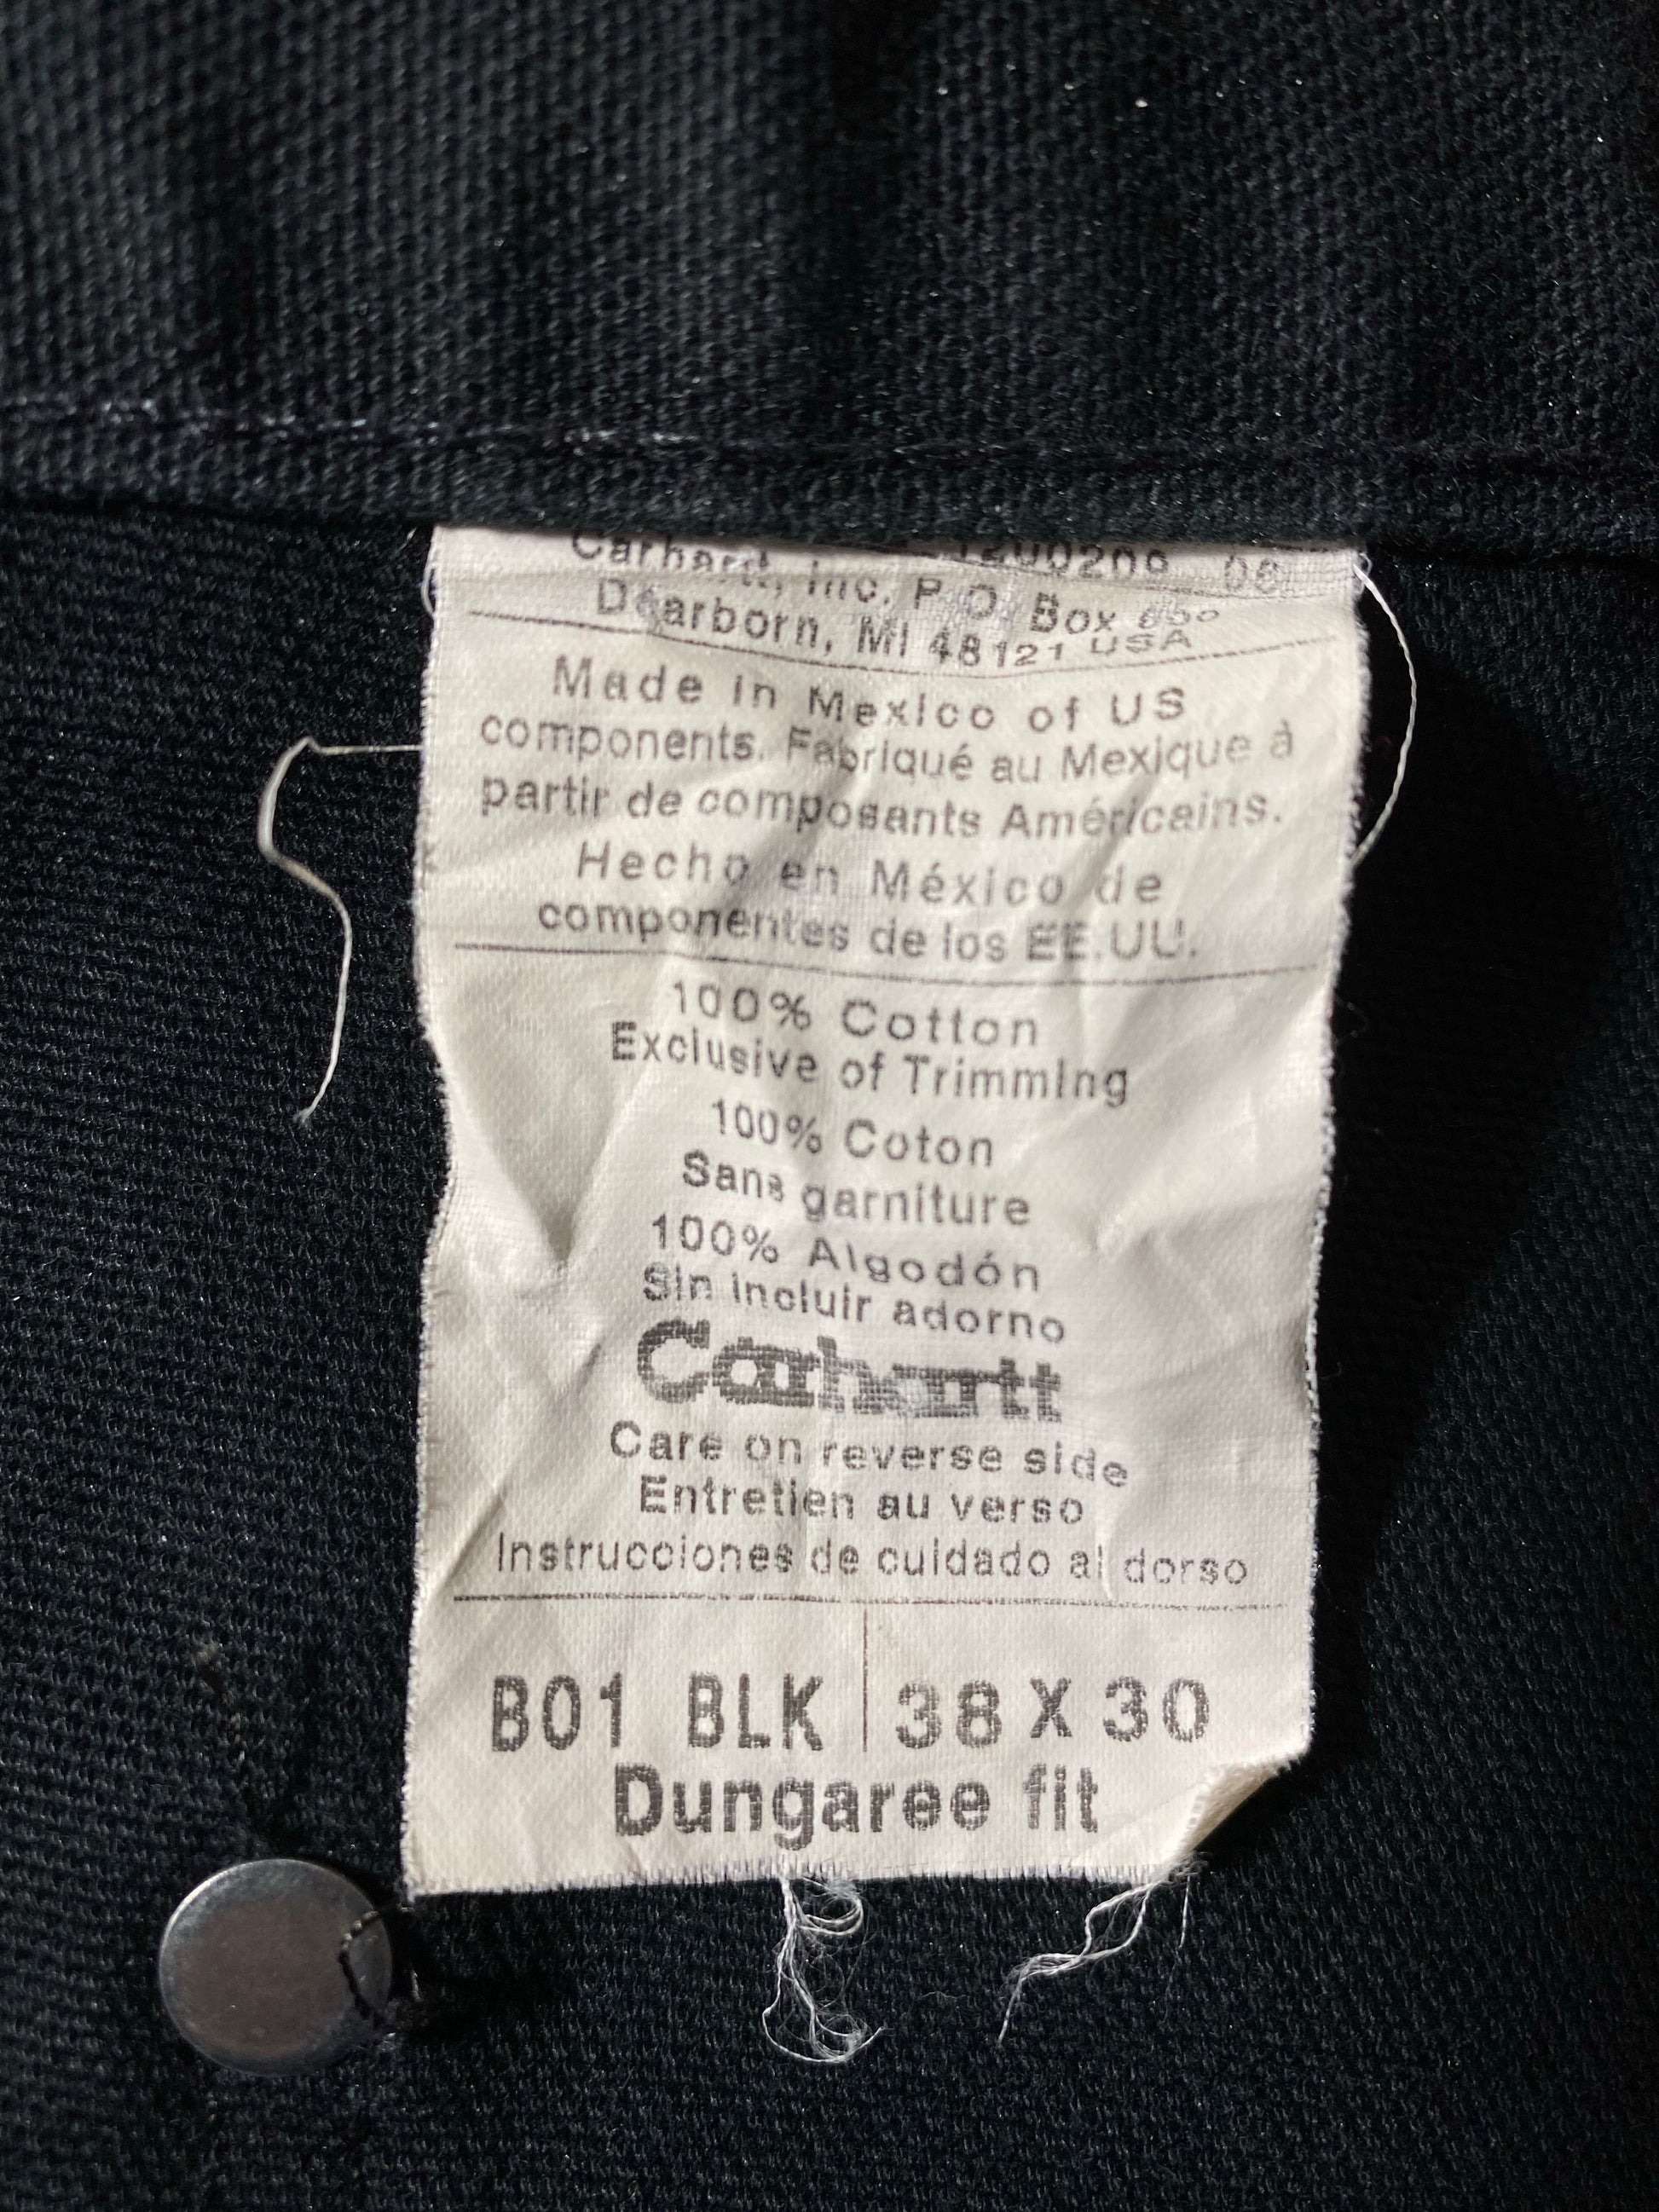 Carhartt, Inc. P.O. Box
Dearborn, MI 48121 USA
Made in Mexico of US
components. Fabriqué au Mexique à
partir de composants Américains.
Hecho en México de
componentes de los EE.UU.
100% Cotton
Exclusive of Trimming
100% Coton
Sans garniture
100% Algodón
Sin incluir adorno
Carhartt
Care on reverse side
Entretien au verso
Instrucciones de cuidado al dorso
B01 BLK 38 X 30
Dungaree fit